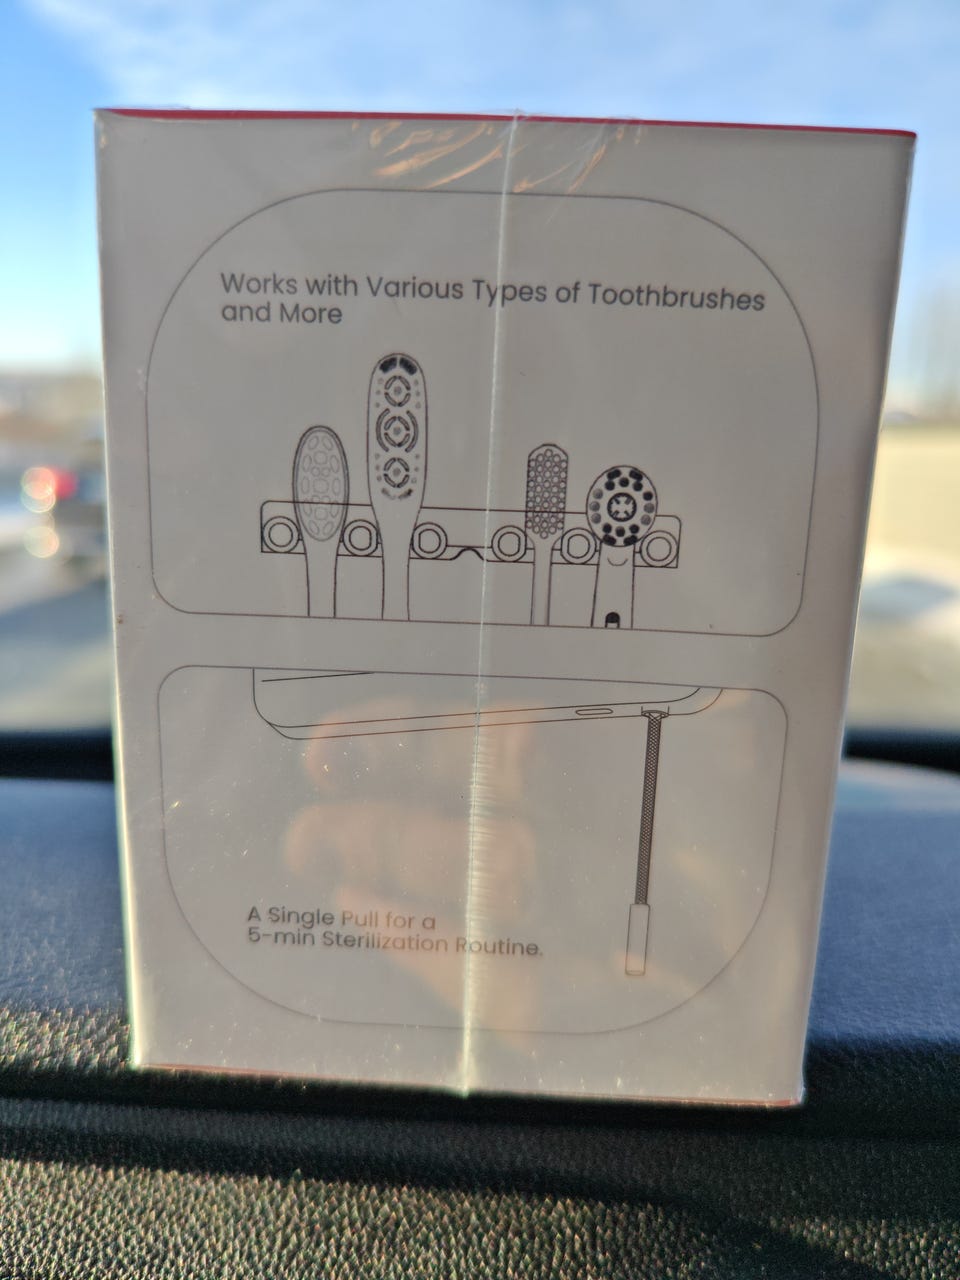 Works with Various Types of Toothbrushes
and More
A Single Pull for a
5-min Sterilization Routine.